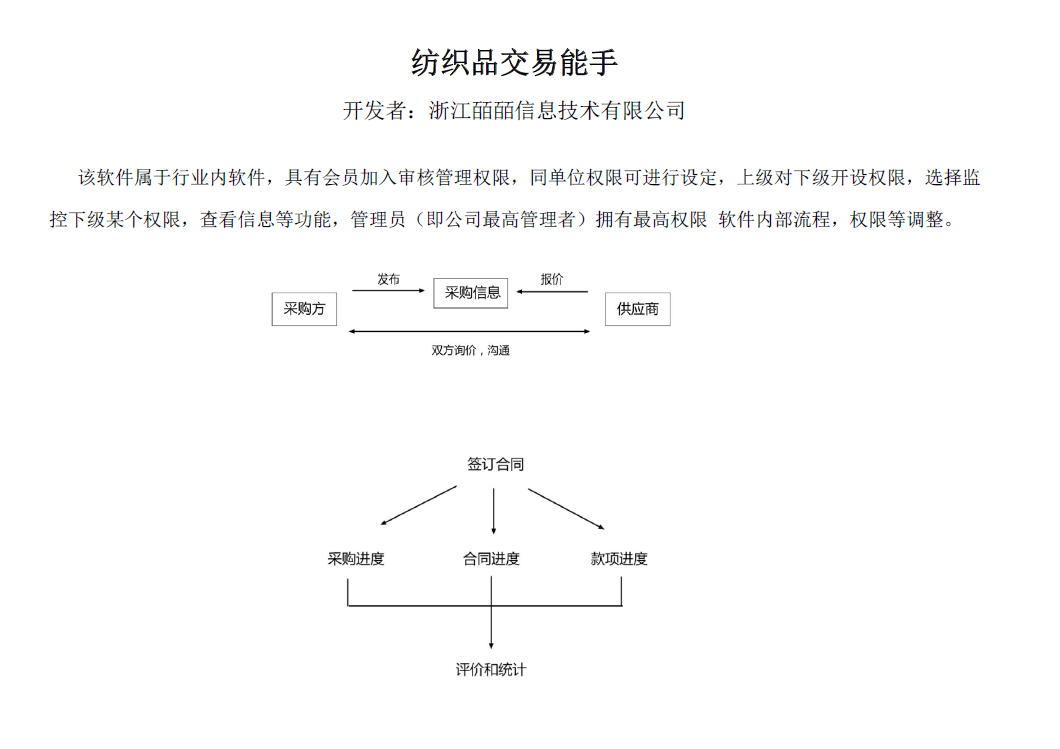 纺织品交易能手
开发者：浙江皕皕信息技术有限公司
该软件属于行业内软件，具有会员加入审核管理权限，同单位权限可进行设定，上级对下级开设权限，选择监
控下级某个权限，查看信息等功能，管理员（即公司最高管理者）拥有最高权限 软件内部流程，权限等调整。
发布
报价
采购方
采购信息
供应商
双方询价，沟通
签订合同
采购进度
合同进度
款项进度
评价和统计